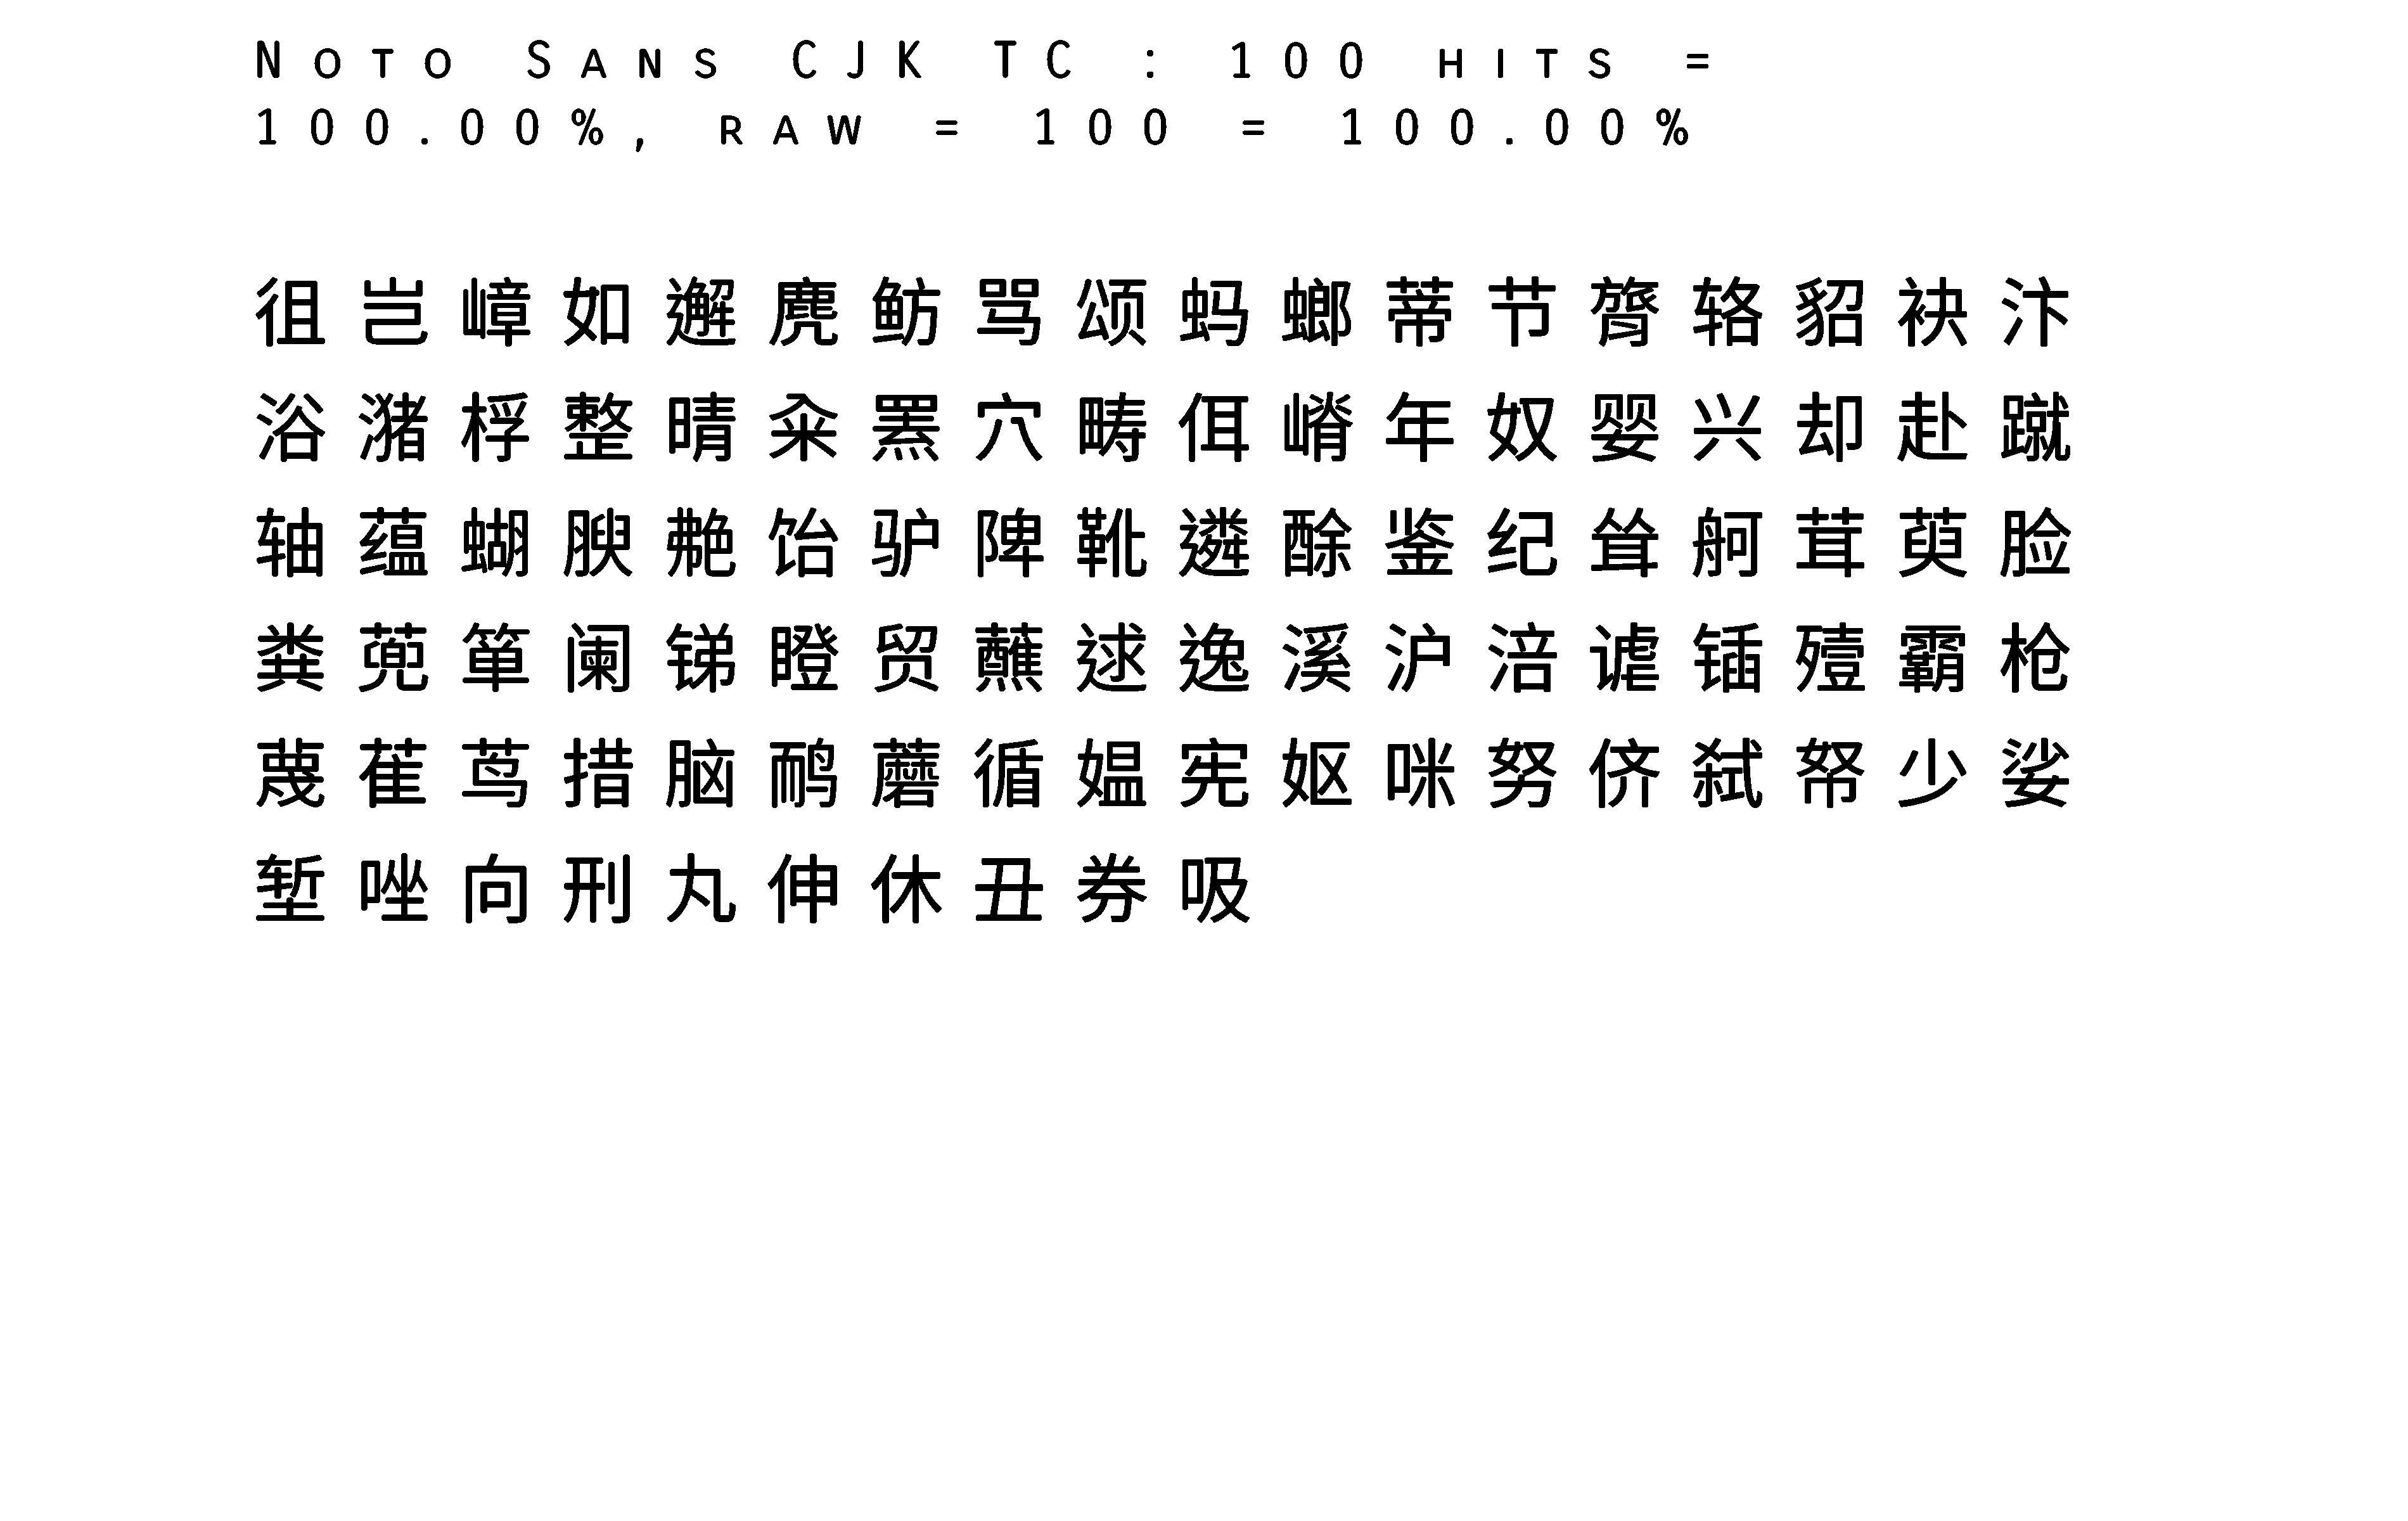 Noto Sans CJK TC : 100 hits =
100.00%, raw = 100 = 100.00%
徂岂嶂如邂麂鲂骂颂蚂螂蒂节膂辂貂袂汴
浴潴桴整晴籴罴穴畴佴嵴年奴婴兴却赴蹴
轴蕴蝴腴艴饴驴陴靴遴酴鉴纪耸舸茸萸脸
粪蔸箪阑锑瞪贸蘸逑逸溪沪涪谑锸殪霸枪
蔑萑茑措脑鸸蘑循媪宪妪咪努侪弑帑少娑
堑唑向刑丸伸休丑券吸